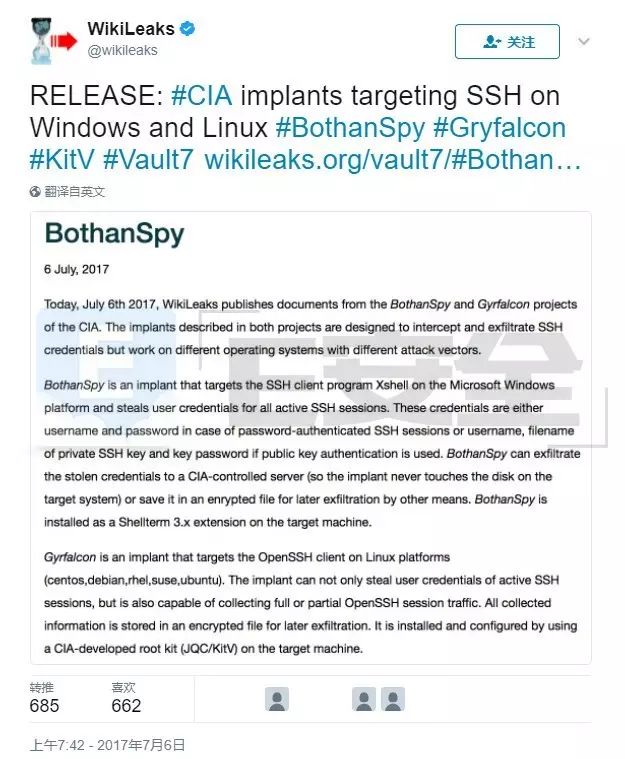 WikiLeaks
@wikileaks
关注
RELEASE: #CIA implants targeting SSH on
Windows and Linux #BothanSpy #Gryfalcon
#KitV #Vault7 wikileaks.org/vault7/#Bothan…
翻译自英文
BothanSpy
6 July, 2017
Today, July 6th 2017, WikiLeaks publishes documents from the BothanSpy and Gyrfalcon projects
of the CIA. The implants described in both projects are designed to intercept and exfiltrate SSH
credentials but work on different operating systems with different attack vectors.
BothanSpy is an implant that targets the SSH client program Xshell on the Microsoft Windows
platform and steals user credentials for all active SSH sessions. These credentials are either
username and password in case of password-authenticated SSH sessions or username, filename
of private SSH key and key password if public key authentication is used. BothanSpy can exfiltrate
the stolen credentials to a CIA-controlled server (so the implant never touches the disk on the
target system) or save it in an encrypted file for later exfiltration by other means. BothanSpy is
installed as a Shellterm 3.x extension on the target machine.
Gyrfalcon is an implant that targets the OpenSSH client on Linux platforms
(centos,debian,rhel,suse,ubuntu). The implant can not only steal user credentials of active SSH
sessions, but is also capable of collecting full or partial OpenSSH session traffic. All collected
information is stored in an encrypted file for later exfiltration. It is installed and configured by using
a CIA-developed root kit (JQC/KitV) on the target machine.
E安全
转推
685
喜欢
662
上午7:42 - 2017年7月6日